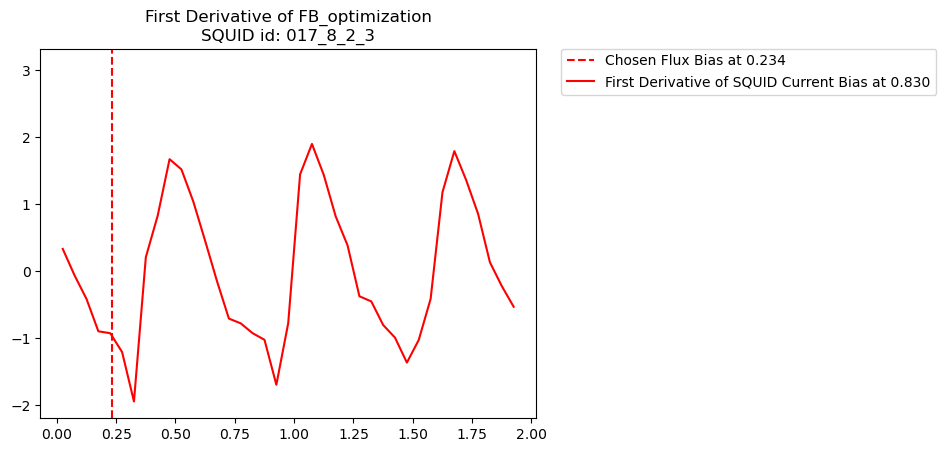 First Derivative of FB_optimization
SQUID id: 017_8_2_3
Chosen Flux Bias at 0.234
First Derivative of SQUID Current Bias at 0.830
3
2
1
0
−1
−2
0.00 0.25 0.50 0.75 1.00 1.25 1.50 1.75 2.00